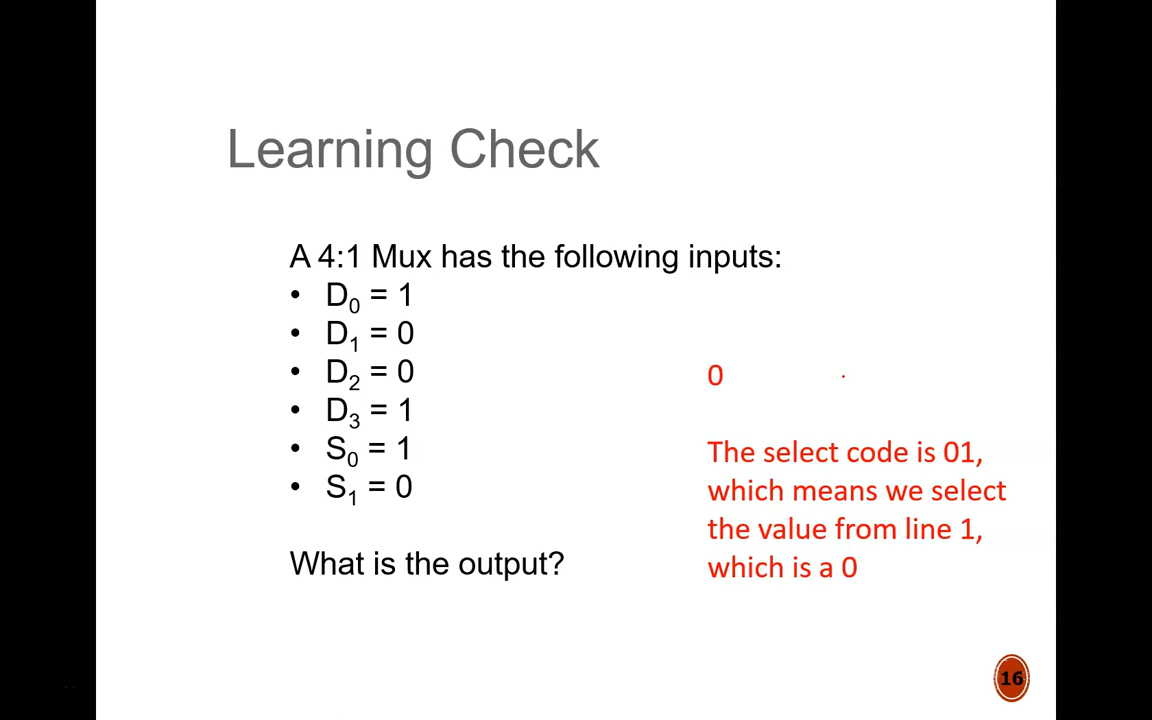 Learning Check
A 4:1 Mux has the following inputs:
• D₀ = 1
• D₁ = 0
• D₂ = 0
• D₃ = 1
• S₀ = 1
• S₁ = 0
What is the output?
0
The select code is 01,
which means we select
the value from line 1,
which is a 0
16